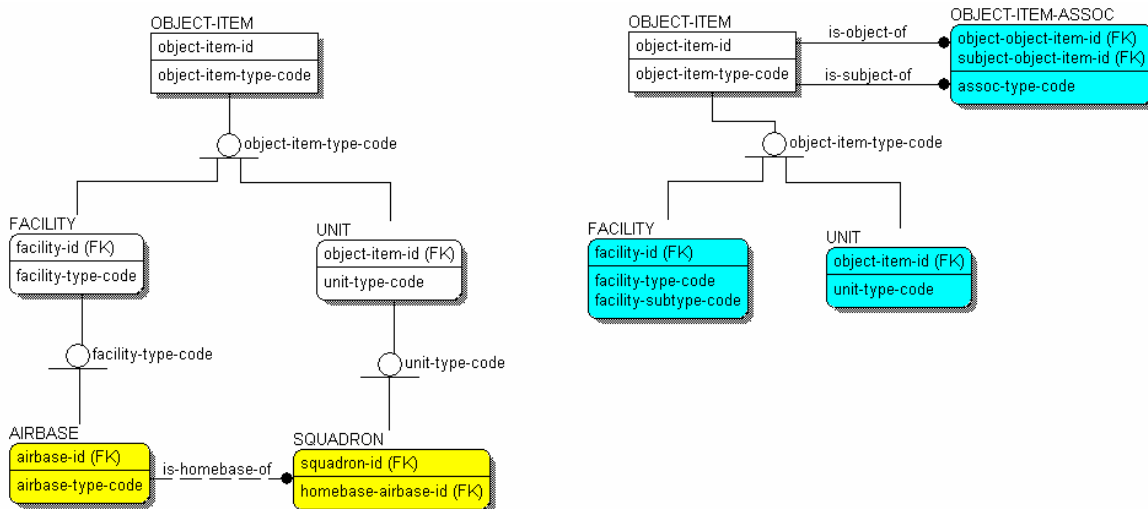 OBJECT-ITEM
object-item-id
object-item-type-code
object-item-type-code
FACILITY
facility-id (FK)
facility-type-code
UNIT
object-item-id (FK)
unit-type-code
facility-type-code
unit-type-code
AIRBASE
airbase-id (FK)
airbase-type-code
is-homebase-of
SQUADRON
squadron-id (FK)
homebase-airbase-id (FK)
OBJECT-ITEM
object-item-id
object-item-type-code
is-object-of
is-subject-of
OBJECT-ITEM-ASSOC
object-object-item-id (FK)
subject-object-item-id (FK)
assoc-type-code
object-item-type-code
FACILITY
facility-id (FK)
facility-type-code
facility-subtype-code
UNIT
object-item-id (FK)
unit-type-code